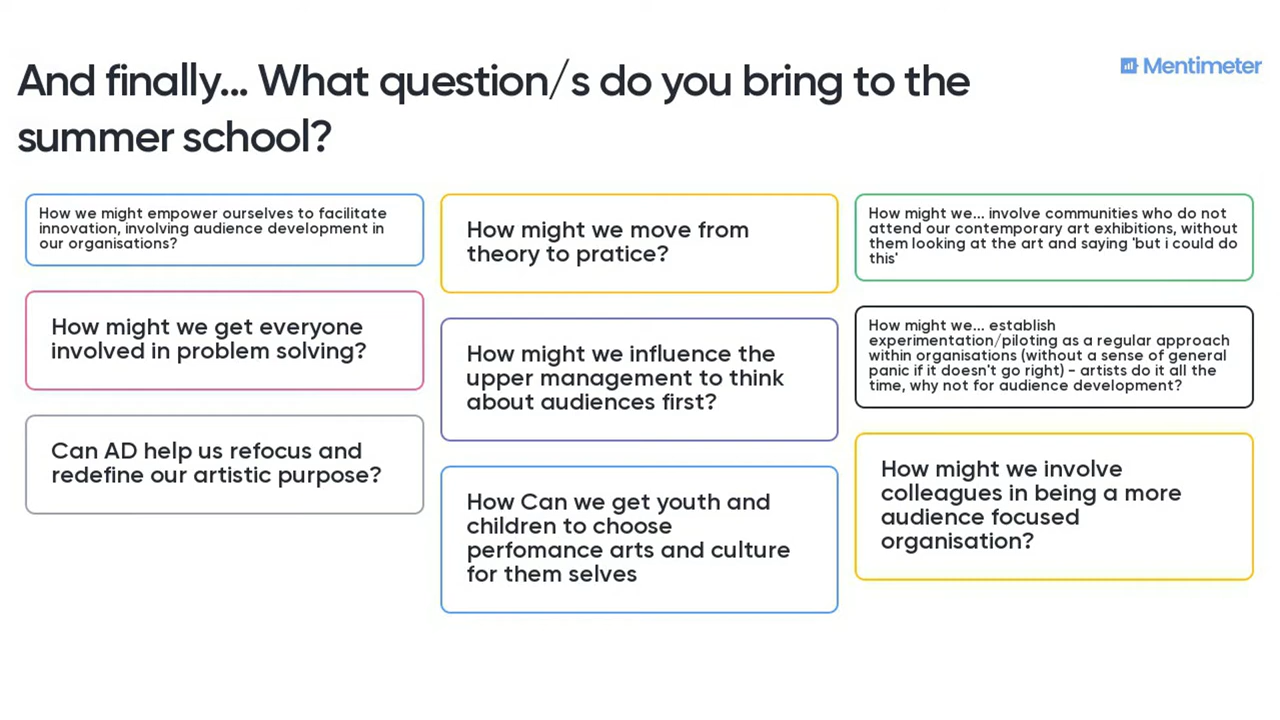 And finally... What question/s do you bring to the
summer school?
Mentimeter
How we might empower ourselves to facilitate
innovation, involving audience development in
our organisations?
How might we get everyone
involved in problem solving?
Can AD help us refocus and
redefine our artistic purpose?
How might we move from
theory to pratice?
How might we influence the
upper management to think
about audiences first?
How Can we get youth and
children to choose
perfomance arts and culture
for them selves
How might we... involve communities who do not
attend our contemporary art exhibitions, without
them looking at the art and saying 'but i could do
this'
How might we... establish
experimentation/piloting as a regular approach
within organisations (without a sense of general
panic if it doesn't go right) - artists do it all the
time, why not for audience development?
How might we involve
colleagues in being a more
audience focused
organisation?